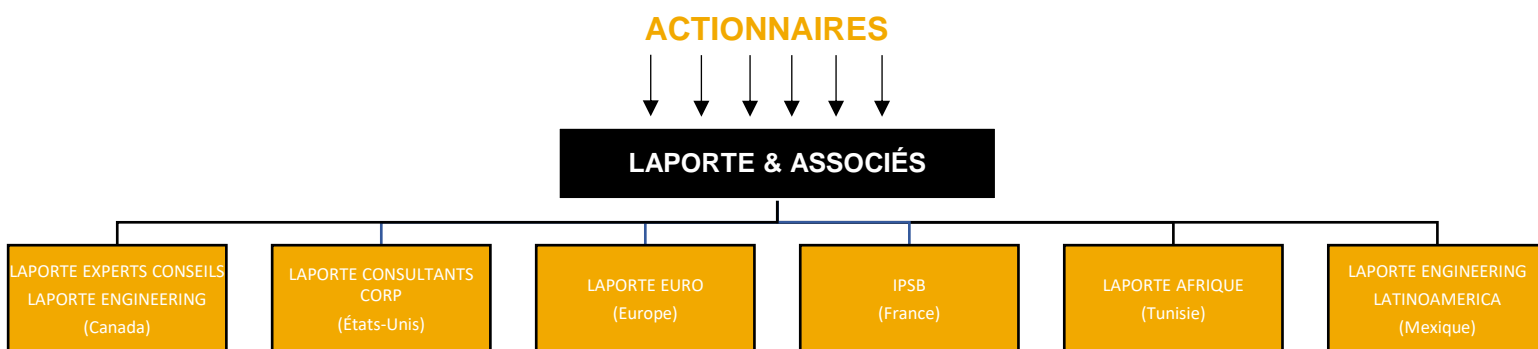 ACTIONNAIRES
LAPORTE & ASSOCIÉS
LAPORTE EXPERTS CONSEILS
LAPORTE ENGINEERING
(Canada)
LAPORTE CONSULTANTS
CORP
(États-Unis)
LAPORTE EURO
(Europe)
IPSB
(France)
LAPORTE AFRIQUE
(Tunisie)
LAPORTE ENGINEERING
LATINOAMERICA
(Mexique)